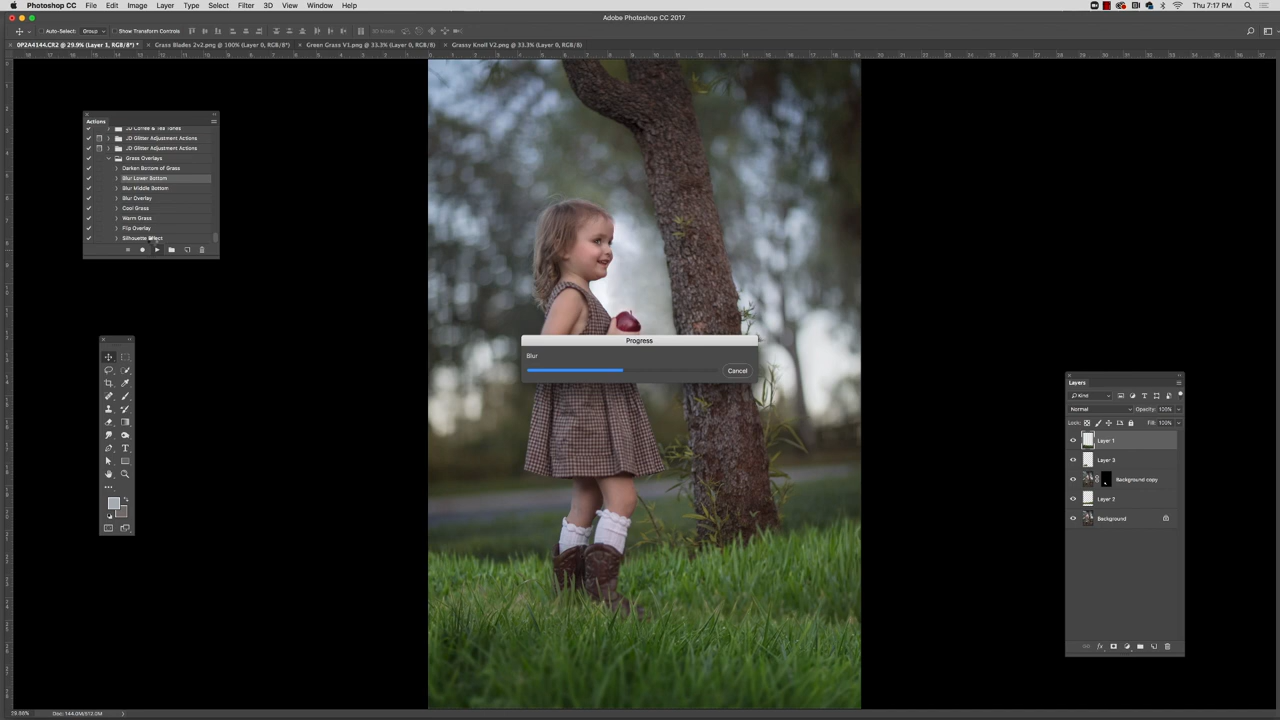 Photoshop CC File Edit Image Layer Type Select Filter 3D View Window Help Thu 7:17 PM
Adobe Photoshop CC 2017
Auto-Select: Group Show Transform Controls 3D Mode:
DP2A4144.CR2 @ 29.9% (Layer 1, RGB/8*) * Grass Blades 2v2.png @ 100% (Layer 0, RGB/8*) Green Grass V1.png @ 33.3% (Layer 0, RGB/8) Grassy Knoll V2.png @ 33.3% (Layer 0, RGB/8)
Actions
JD Coffee & Tea Tones
JD Glitter Adjustment Actions
JD Glitter Adjustment Actions
Grass Overlays
Darken Bottom of Grass
Blur Lower Bottom
Blur Middle Bottom
Blur Overlay
Cool Grass
Warm Grass
Flip Overlay
Silhouette Effect
Progress
Blur
Cancel
Layers
Kind
Normal Opacity: 100%
Lock: Fill: 100%
Layer 1
Layer 3
Background copy
Layer 2
Background
29.88% Doc: 144.0M/512.0M